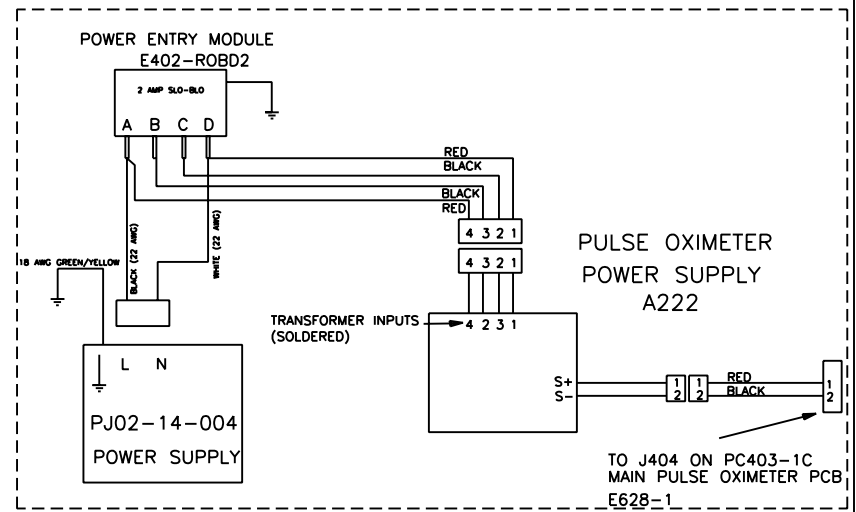 POWER ENTRY MODULE
E402-ROBD2
2 AMP SLO-BLO
A B C D
RED
BLACK
BLACK
RED
4 3 2 1
4 3 2 1
PULSE OXIMETER
POWER SUPPLY
A222
18 AWG GREEN/YELLOW
BLACK (22 AWG)
WHITE (22 AWG)
TRANSFORMER INPUTS
(SOLDERED)
4 2 3 1
L N
PJ02-14-004
POWER SUPPLY
S+
S-
1 1
2 2
RED
BLACK
1
2
TO J404 ON PC403-1C
MAIN PULSE OXIMETER PCB
E628-1